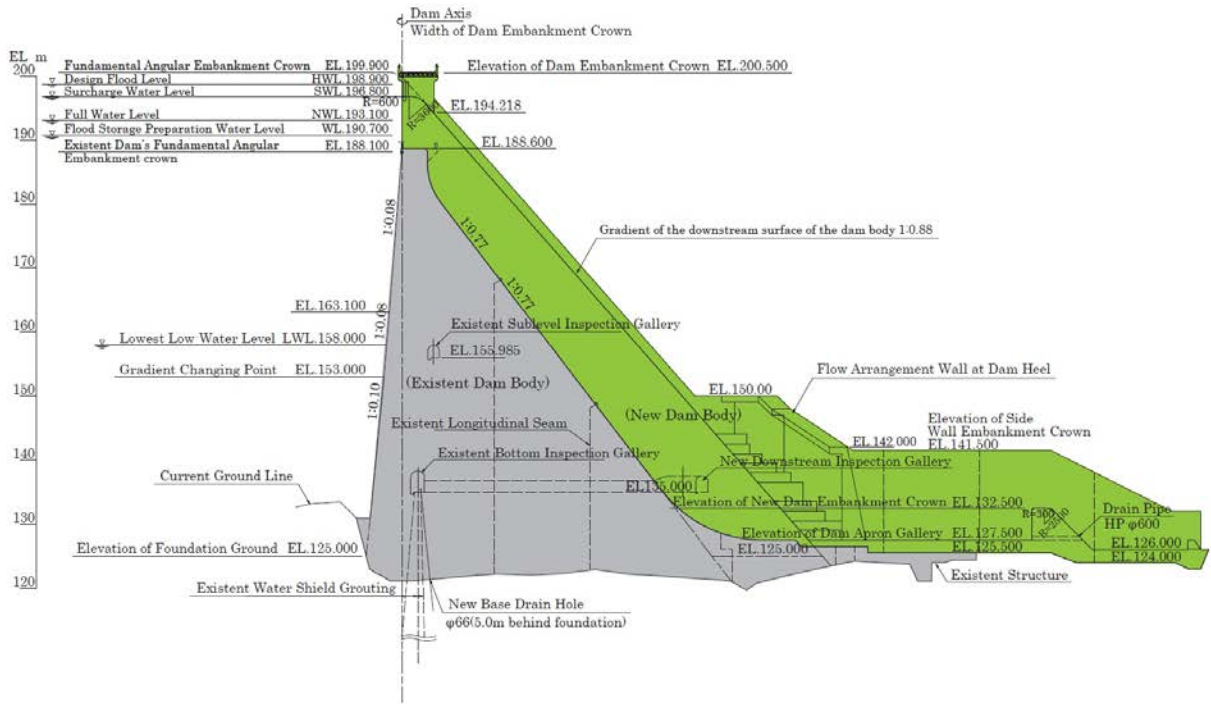 Dam Axis
Width of Dam Embankment Crown
EL m
200
190
180
170
160
150
140
130
120
Fundamental Angular Embankment Crown EL.199.900
Design Flood Level HWL.198.900
Surcharge Water Level SWL.196.800
Full Water Level NWL.193.100
Flood Storage Preparation Water Level WL.190.700
Existent Dam's Fundamental Angular EL.188.100
Embankment crown
Elevation of Dam Embankment Crown EL.200.500
R=600
EL.194.218
EL.188.600
1:0.08
1:0.77
Gradient of the downstream surface of the dam body 1:0.88
1:0.77
EL.163.100
1:0.08
Existent Sublevel Inspection Gallery
Lowest Low Water Level LWL.158.000
EL.155.985
Gradient Changing Point EL.153.000
(Existent Dam Body)
1:0.10
Flow Arrangement Wall at Dam Heel
EL.150.00
(New Dam Body)
Existent Longitudinal Seam
EL.142.000
Elevation of Side
Wall Embankment Crown
EL.141.500
Existent Bottom Inspection Gallery
New Downstream Inspection Gallery
Current Ground Line
EL.135.000
Elevation of New Dam Embankment Crown EL.132.500
R=300
R=2000
Drain Pipe
HP φ600
Elevation of Dam Apron Gallery EL.127.500
Elevation of Foundation Ground EL.125.000
EL.125.000
EL.125.500
EL.126.000
EL.124.000
Existent Structure
Existent Water Shield Grouting
New Base Drain Hole
φ66(5.0m behind foundation)